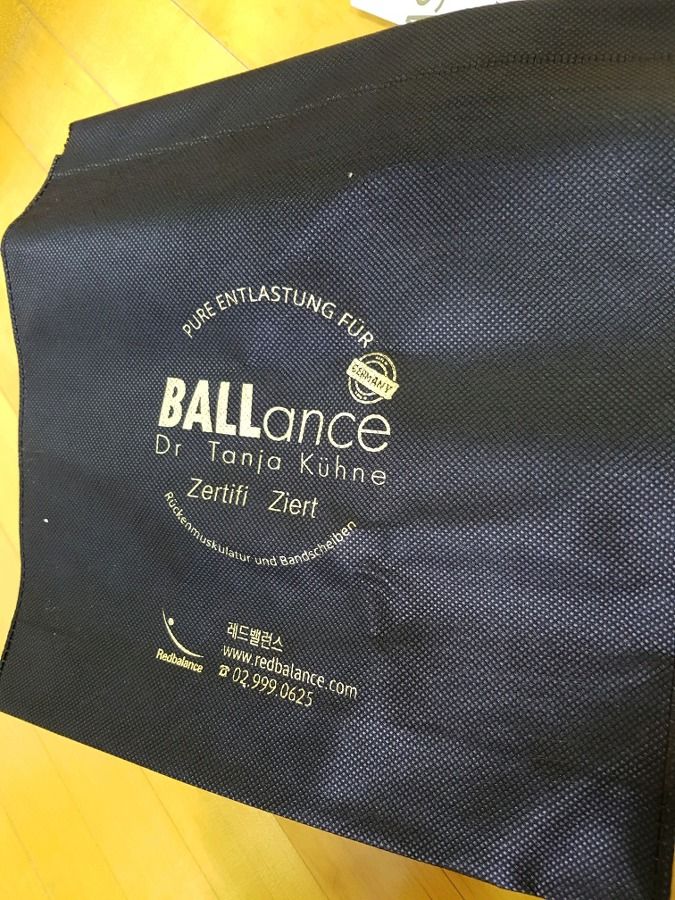 PURE ENTLASTUNG FÜR
GERMANY
BALLance
Dr Tanja Kühne
Zertifi Ziert
Rückenmuskulatur und Bandscheiben
레드밸런스
www.redbalance.com
☎ 02.999.0625
Redbalance